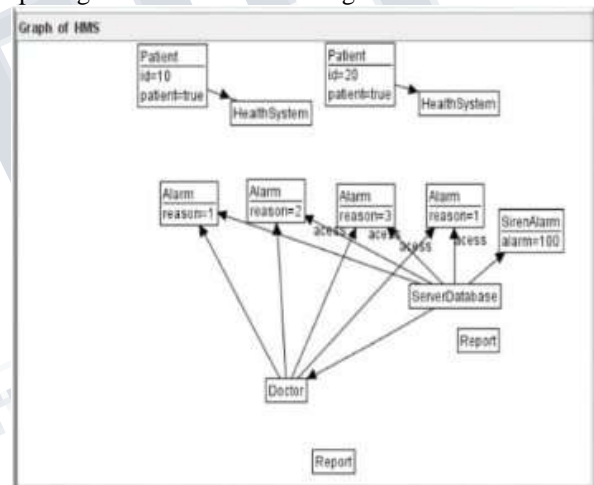 Graph of HMS
Patient
id=10
patient=true
HealthSystem
Patient
id=20
patient=true
HealthSystem
Alarm
reason=1
Alarm
reason=2
Alarm
reason=3
Alarm
reason=1
SirenAlarm
alarm=100
acess
acess
acess
acess
ServerDatabase
Report
Doctor
Report